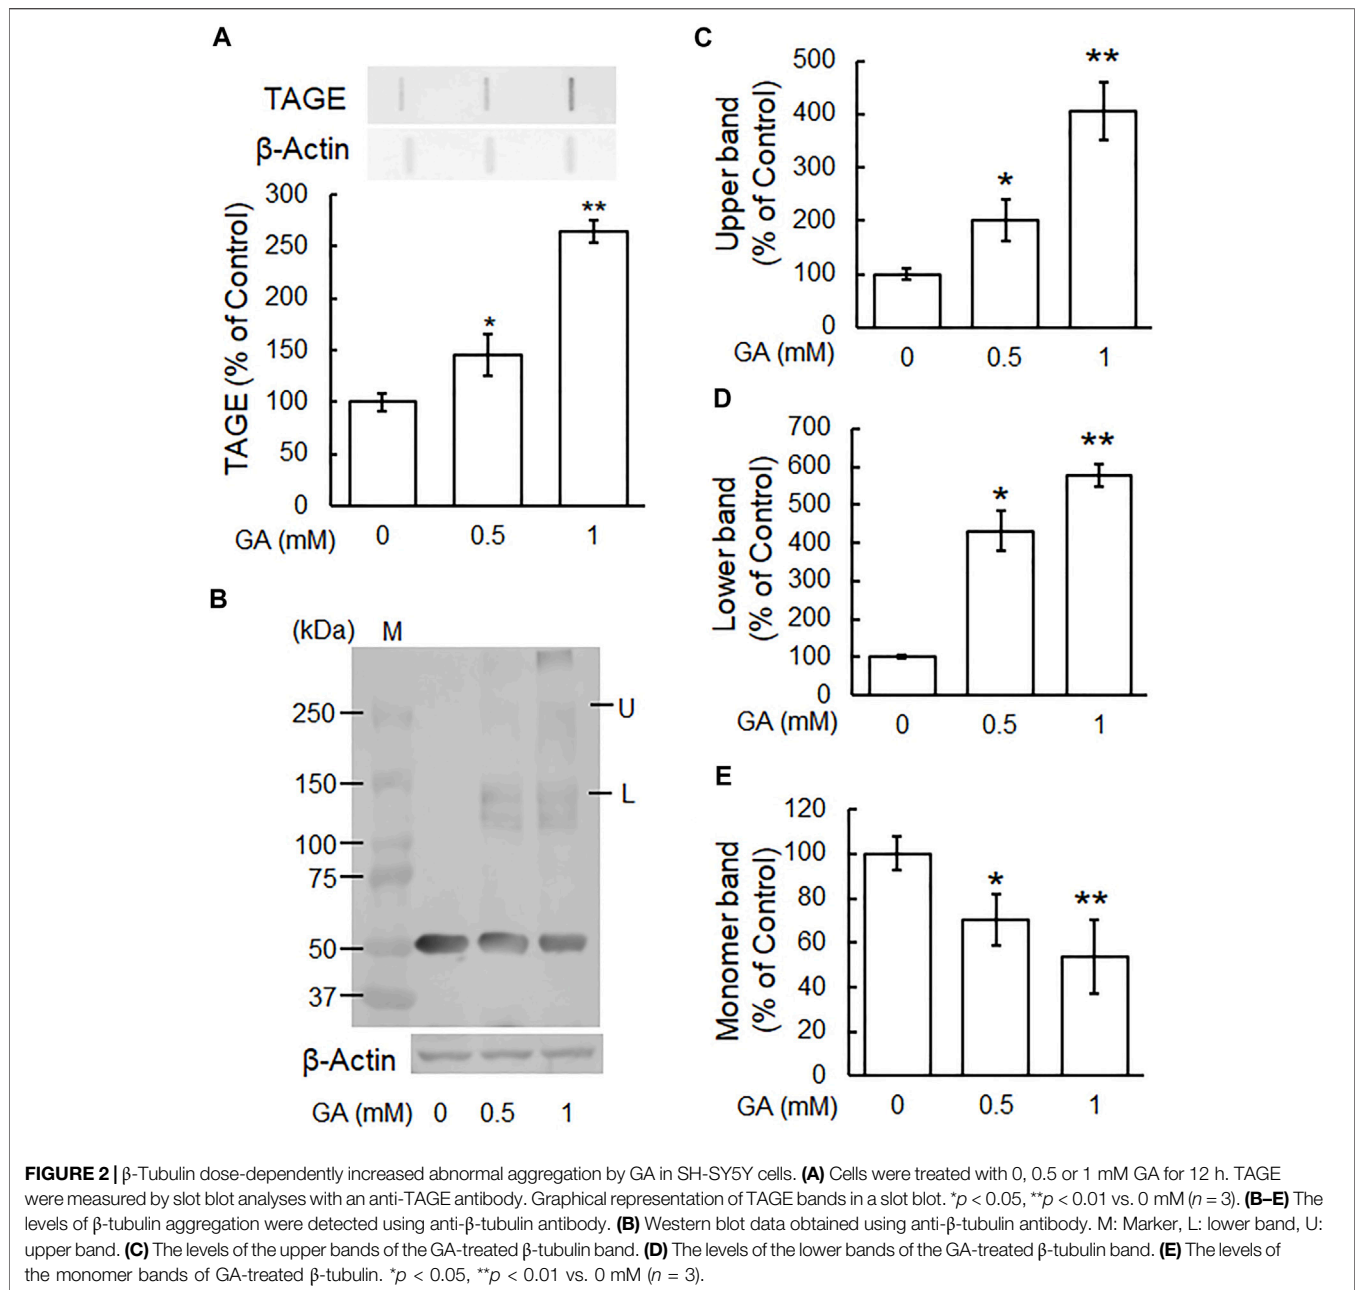 A
TAGE
β-Actin
TAGE (% of Control)
300
250
200
150
100
50
0
** 
*
GA (mM) 0 0.5 1
B
(kDa) M
250
150
100
75
50
37
U
L
β-Actin
GA (mM) 0 0.5 1
C
Upper band
(% of Control)
500
400
300
200
100
0
**
*
GA (mM) 0 0.5 1
D
Lower band
(% of Control)
700
600
500
400
300
200
100
0
**
*
GA (mM) 0 0.5 1
E
Monomer band
(% of Control)
120
100
80
60
40
20
0
*
**
GA (mM) 0 0.5 1
FIGURE 2 | β-Tubulin dose-dependently increased abnormal aggregation by GA in SH-SY5Y cells. (A) Cells were treated with 0, 0.5 or 1 mM GA for 12 h. TAGE
were measured by slot blot analyses with an anti-TAGE antibody. Graphical representation of TAGE bands in a slot blot. *p < 0.05, **p < 0.01 vs. 0 mM (n = 3). (B–E) The
levels of β-tubulin aggregation were detected using anti-β-tubulin antibody. (B) Western blot data obtained using anti-β-tubulin antibody. M: Marker, L: lower band, U:
upper band. (C) The levels of the upper bands of the GA-treated β-tubulin band. (D) The levels of the lower bands of the GA-treated β-tubulin band. (E) The levels of
the monomer bands of GA-treated β-tubulin. *p < 0.05, **p < 0.01 vs. 0 mM (n = 3).